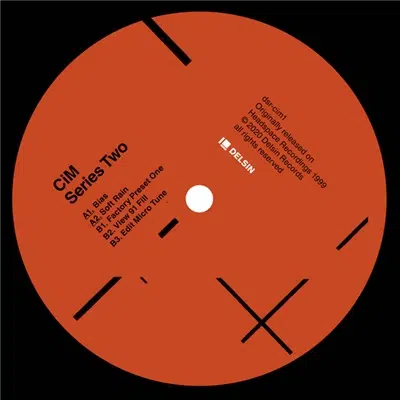 CiM
Series Two
A1. Bias
A2. Soft Rain
B1. Factory Preset One
B2. View 91 Fill
B3. Edit Micro Tune
DELSIN
dsr-cim1
Originally released on
Headspace Recordings 1999
© 2020 Delsin Records
all rights reserved